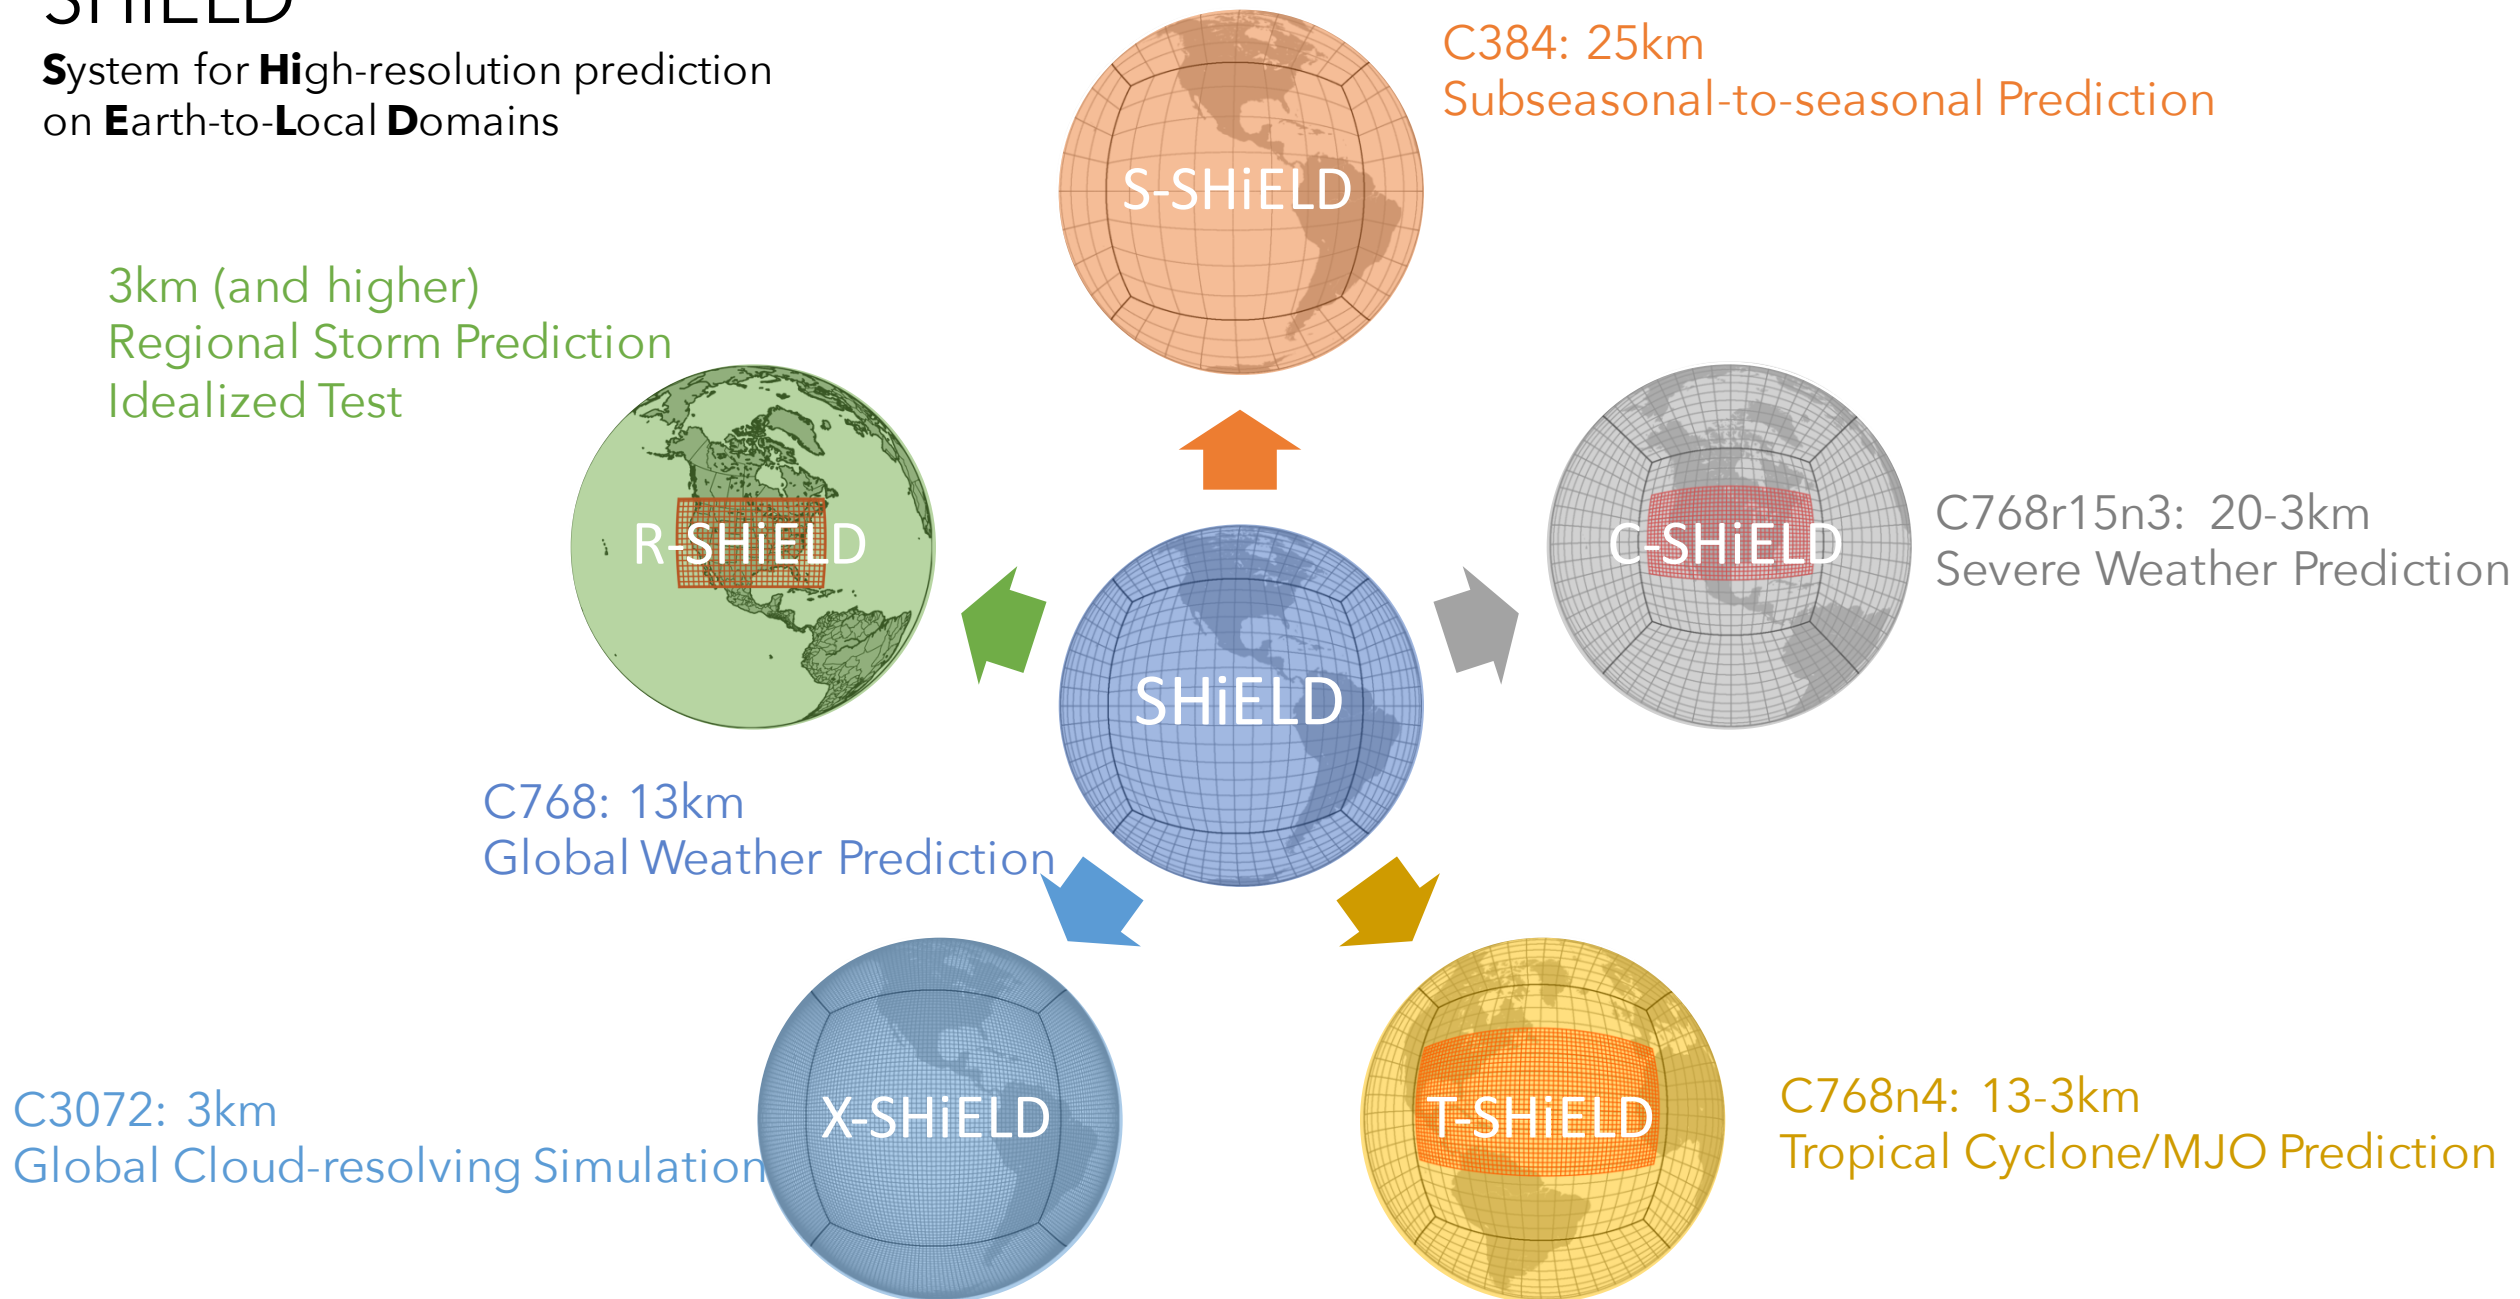 SHiELD
System for High-resolution prediction
on Earth-to-Local Domains
C384: 25km
Subseasonal-to-seasonal Prediction
S-SHiELD
3km (and higher)
Regional Storm Prediction
Idealized Test
R-SHiELD
C-SHiELD
C768r15n3: 20-3km
Severe Weather Prediction
SHiELD
C768: 13km
Global Weather Prediction
C3072: 3km
Global Cloud-resolving Simulation
X-SHiELD
T-SHiELD
C768n4: 13-3km
Tropical Cyclone/MJO Prediction